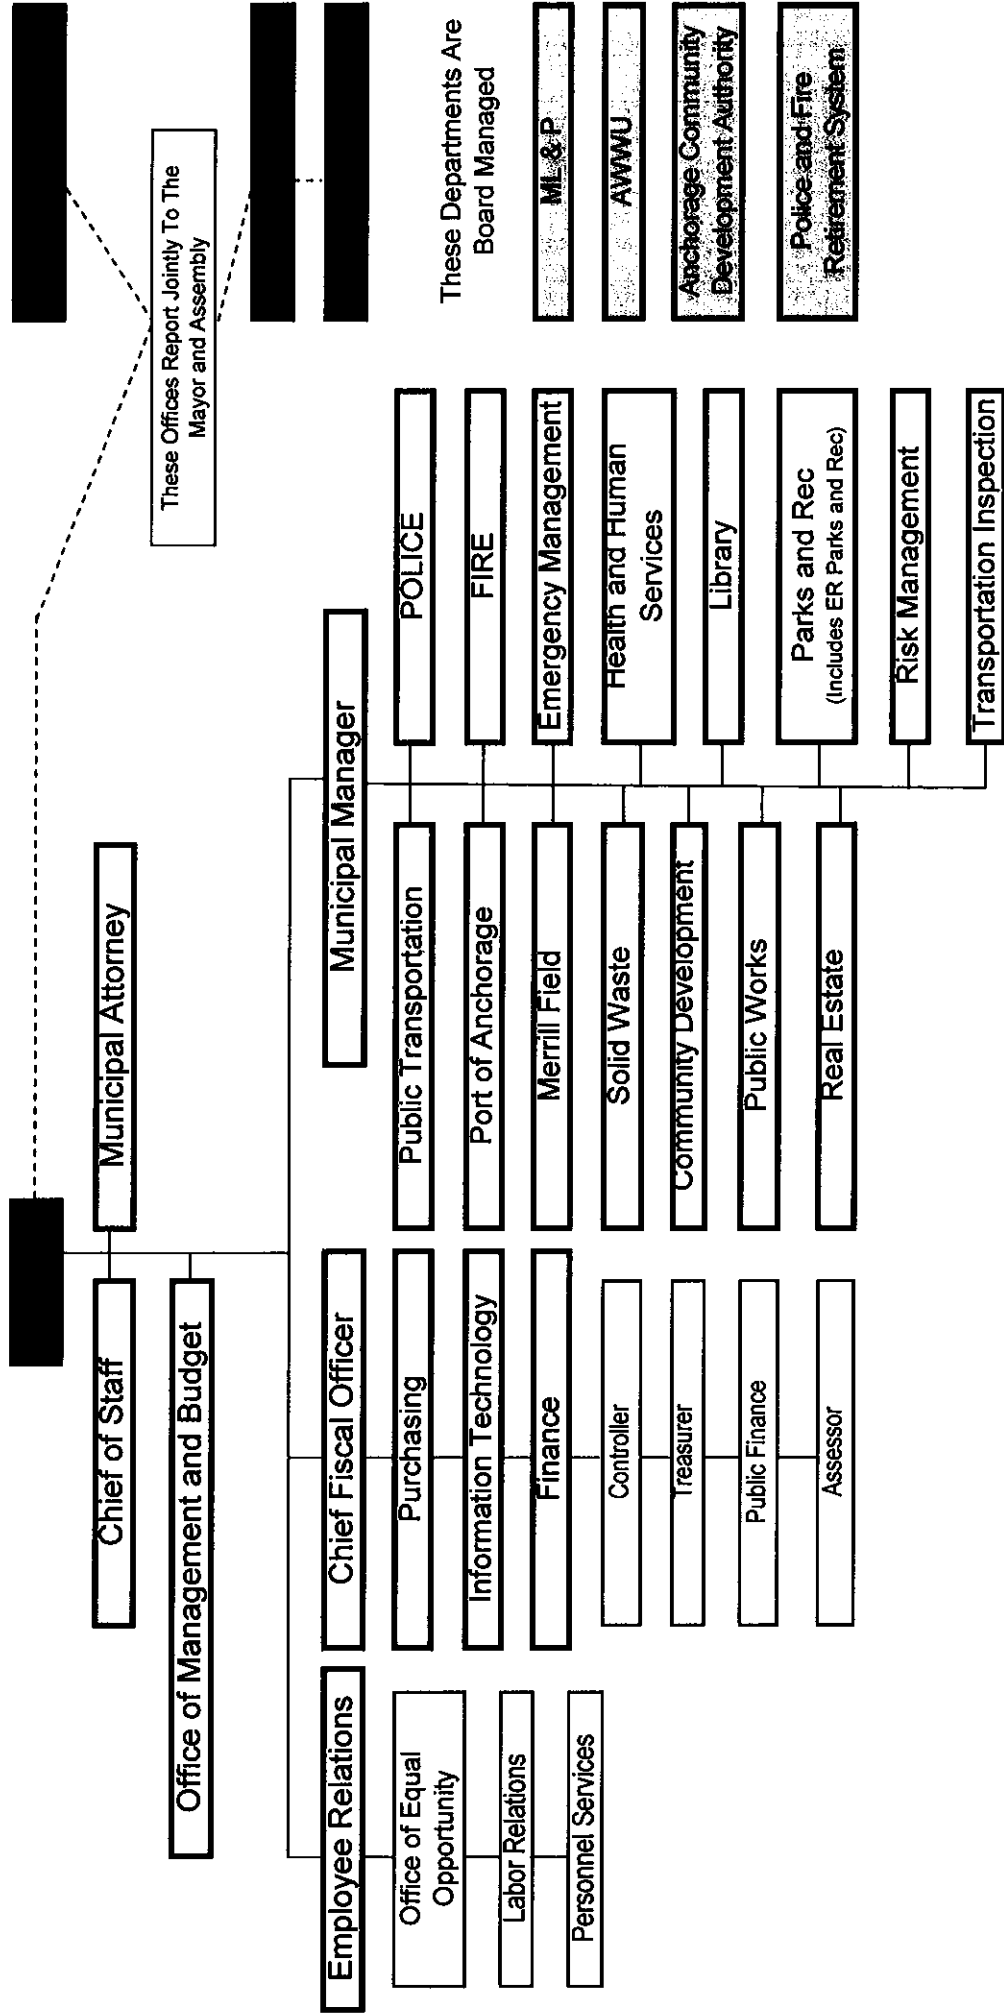 These Offices Report Jointly To The
Mayor and Assembly
Chief of Staff
Municipal Attorney
Office of Management and Budget
Employee Relations
Office of Equal
Opportunity
Labor Relations
Personnel Services
Chief Fiscal Officer
Purchasing
Information Technology
Finance
Controller
Treasurer
Public Finance
Assessor
Municipal Manager
Public Transportation
Port of Anchorage
Merrill Field
Solid Waste
Community Development
Public Works
Real Estate
POLICE
FIRE
Emergency Management
Health and Human
Services
Library
Parks and Rec
(Includes ER Parks and Rec)
Risk Management
Transportation Inspection
These Departments Are
Board Managed
ML & P
AWWU
Anchorage Community
Development Authority
Police and Fire
Retirement System